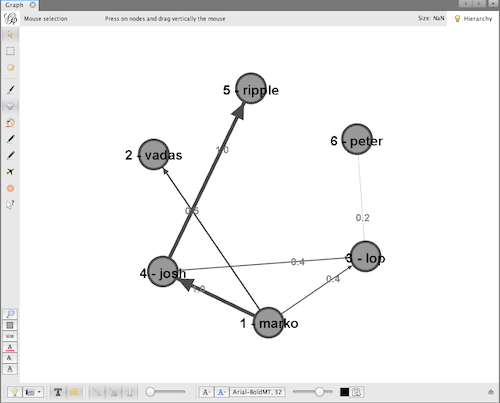 Graph
Mouse selection
Press on nodes and drag vertically the mouse
Size: NaN
Hierarchy
5 - ripple
6 - peter
1.0
2 - vadas
0.5
0.2
3 - lop
0.4
4 - josh
0.4
1.0
1 - marko
SIZE
A
A
A
T
A-
A
Arial-BoldMT, 32